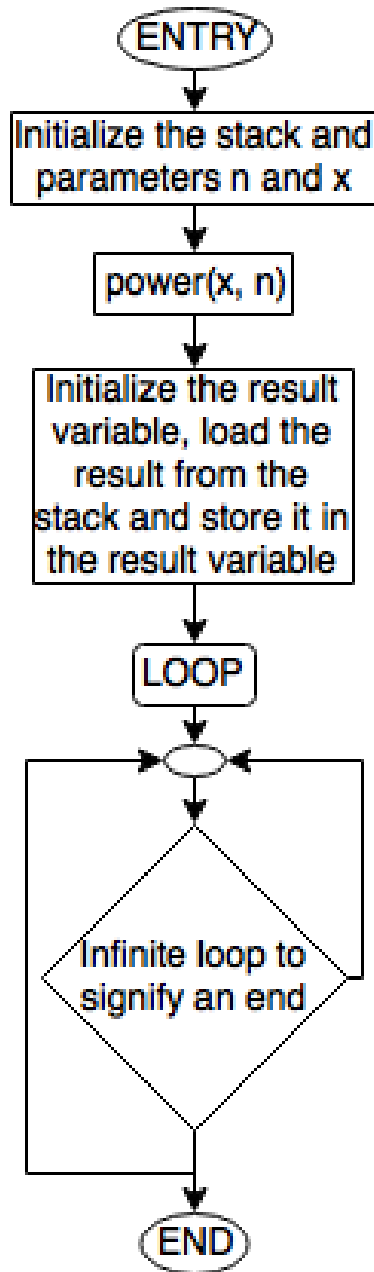 ENTRY
Initialize the stack and
parameters n and x
power(x, n)
Initialize the result
variable, load the
result from the
stack and store it in
the result variable
LOOP
Infinite loop to
signify an end
END